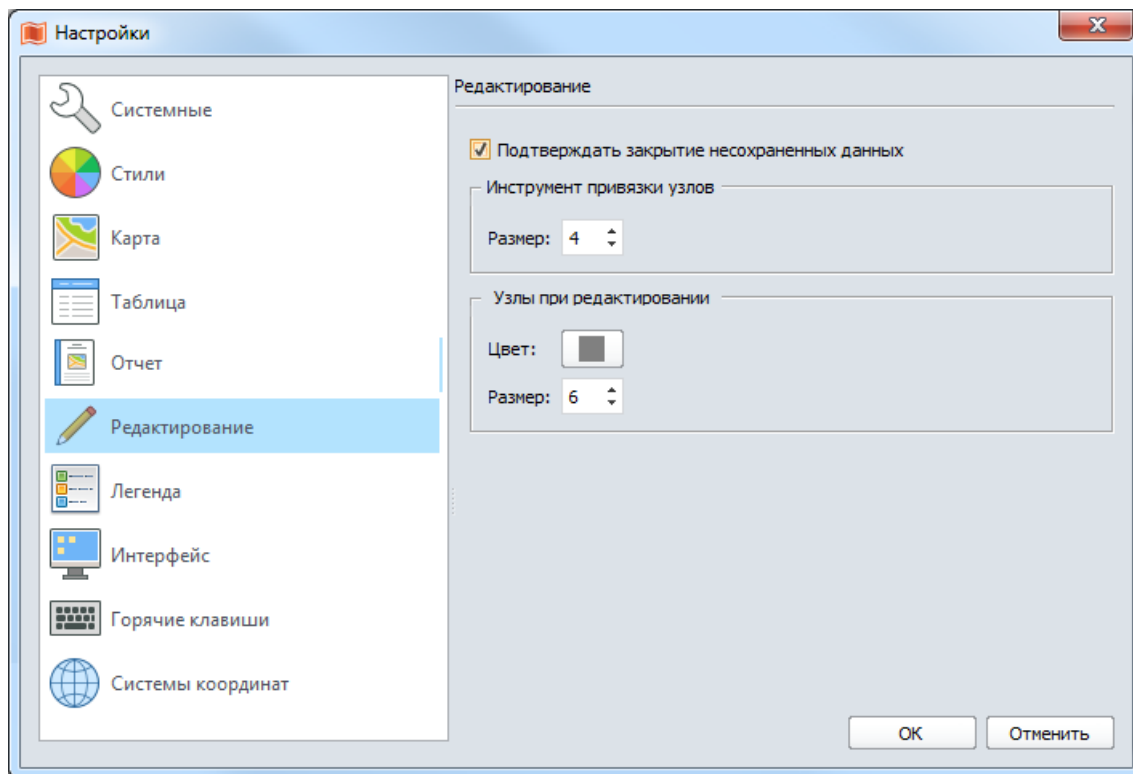 Настройки
Системные
Стили
Карта
Таблица
Отчет
Редактирование
Легенда
Интерфейс
Горячие клавиши
Системы координат
Редактирование
Подтверждать закрытие несохраненных данных
Инструмент привязки узлов
Размер: 4
Узлы при редактировании
Цвет:
Размер: 6
ОК Отменить